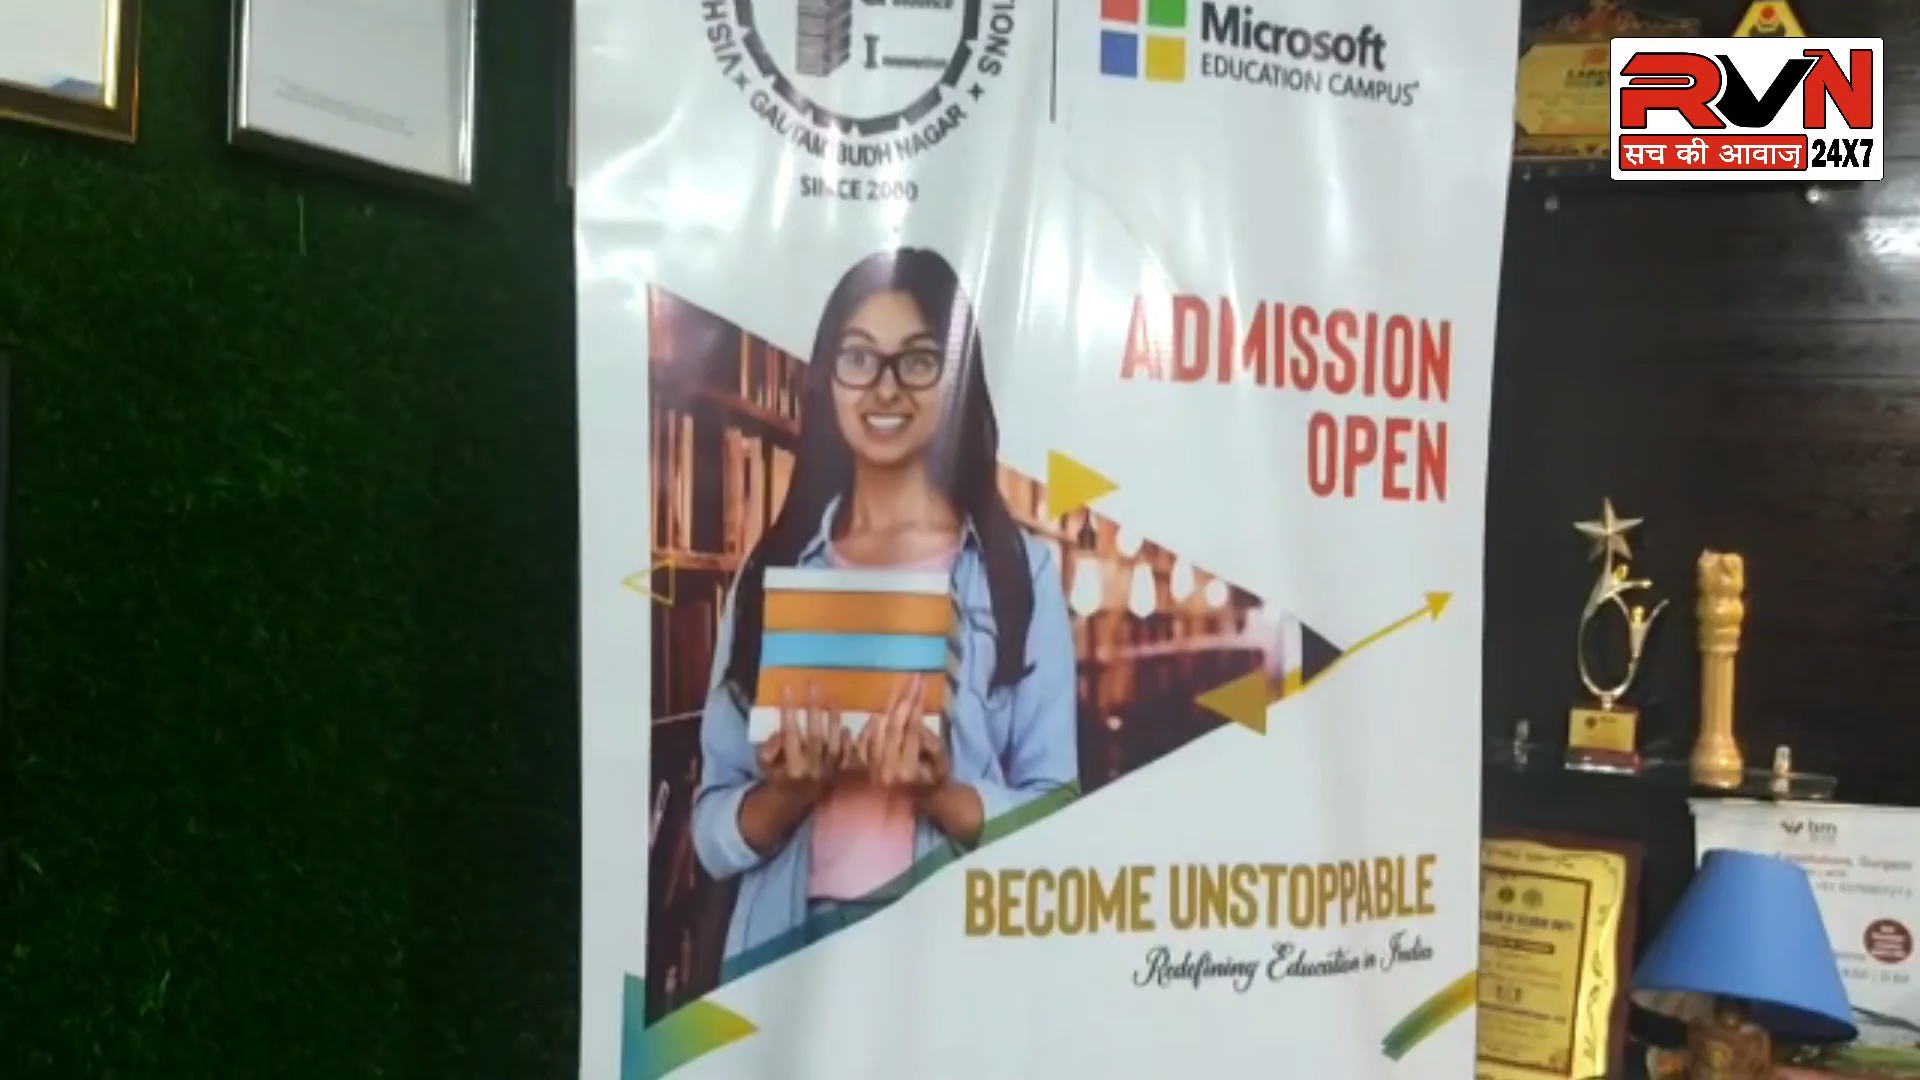 Microsoft
EDUCATION CAMPUS
GAUTAM BUDH NAGAR
SINCE 2000
ADMISSION
OPEN
BECOME UNSTOPPABLE
Redefining Education in India
RVN
सच की आवाज़ 24X7